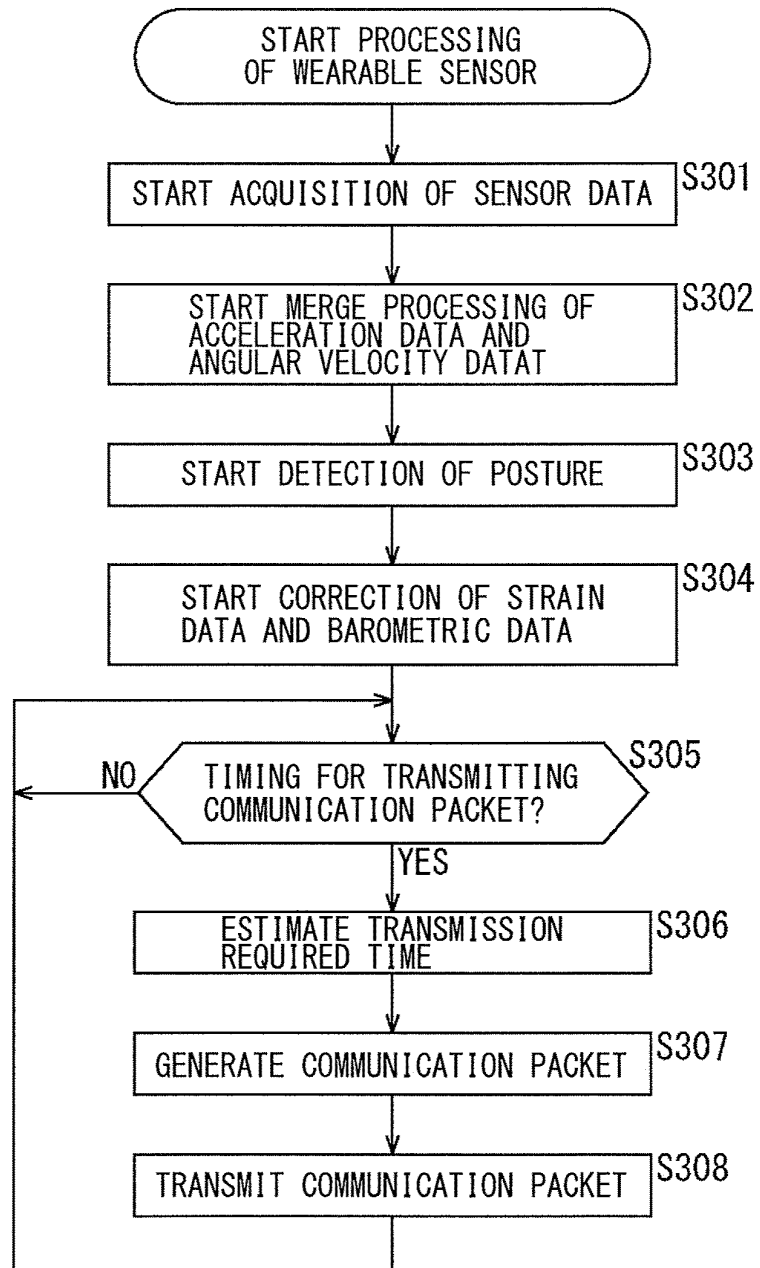 START PROCESSING
OF WEARABLE SENSOR
S301
START ACQUISITION OF SENSOR DATA
S302
START MERGE PROCESSING OF
ACCELERATION DATA AND
ANGULAR VELOCITY DATAT
S303
START DETECTION OF POSTURE
S304
START CORRECTION OF STRAIN
DATA AND BAROMETRIC DATA
S305
NO
TIMING FOR TRANSMITTING
COMMUNICATION PACKET?
YES
S306
ESTIMATE TRANSMISSION
REQUIRED TIME
S307
GENERATE COMMUNICATION PACKET
S308
TRANSMIT COMMUNICATION PACKET